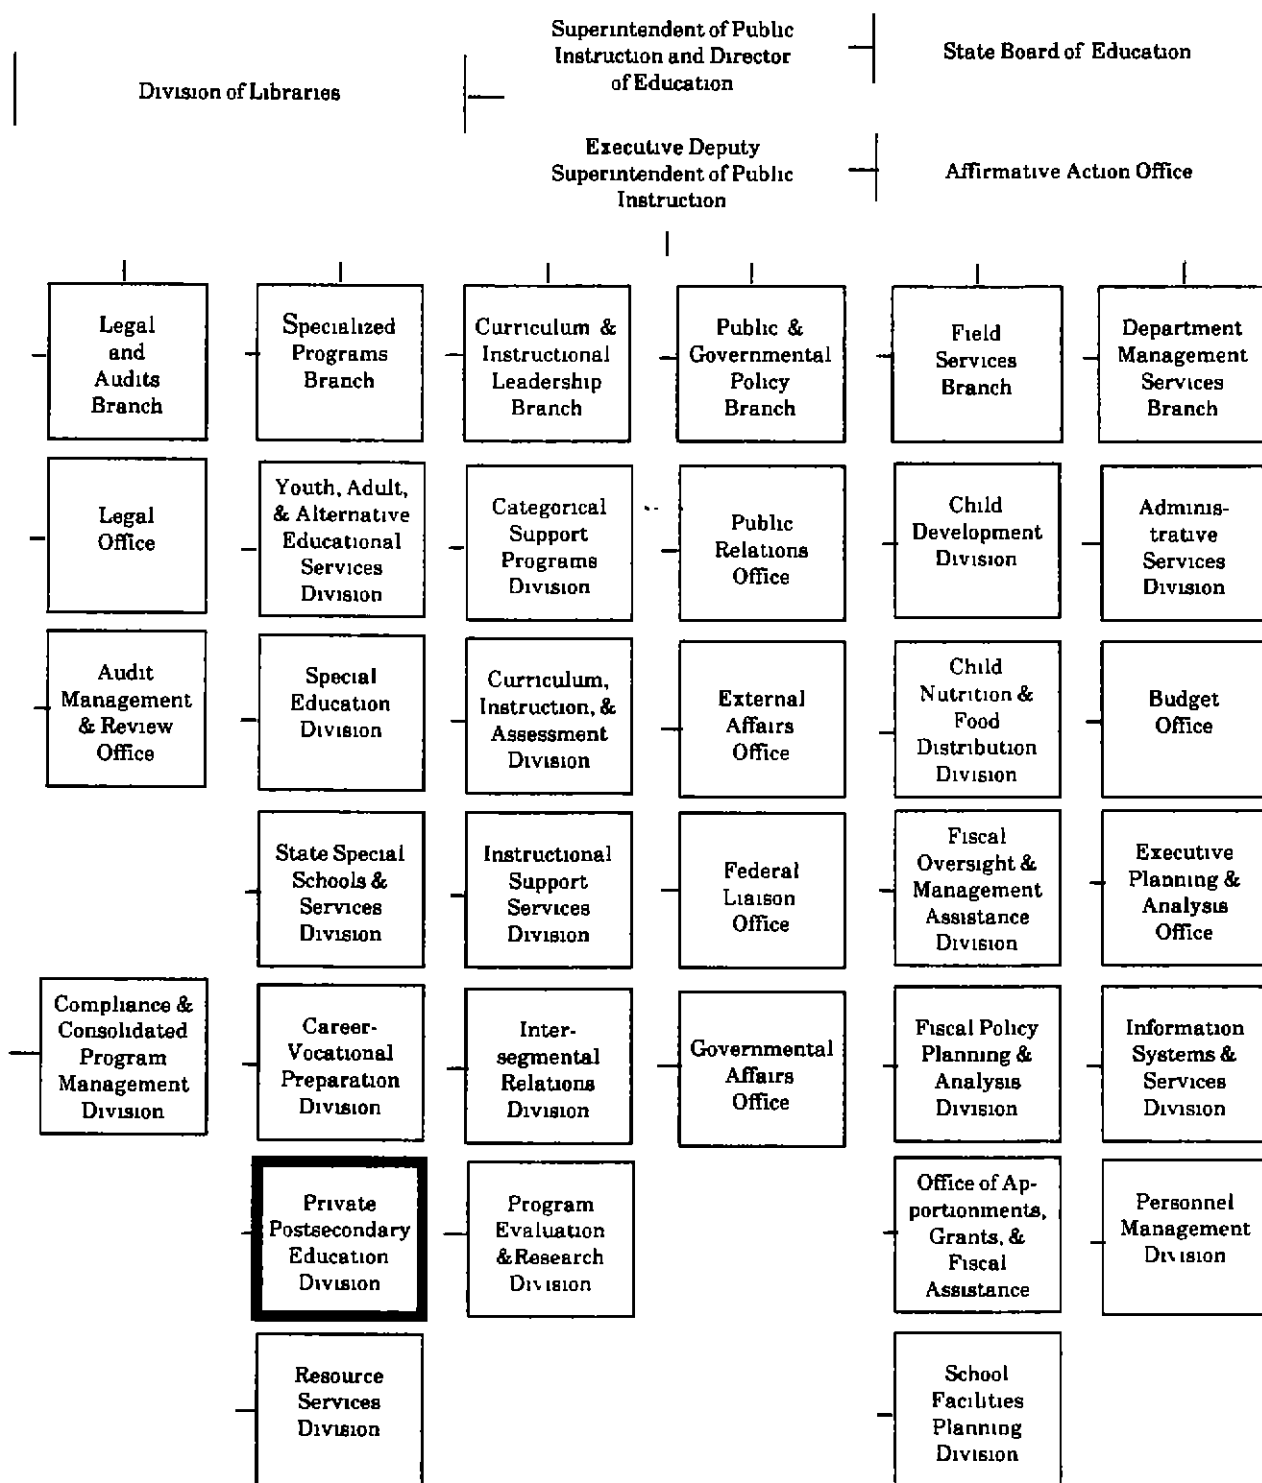 Superintendent of Public
Instruction and Director
of Education
State Board of Education
Division of Libraries
Executive Deputy
Superintendent of Public
Instruction
Affirmative Action Office
Legal
and
Audits
Branch
Specialized
Programs
Branch
Curriculum &
Instructional
Leadership
Branch
Public &
Governmental
Policy
Branch
Field
Services
Branch
Department
Management
Services
Branch
Legal
Office
Youth, Adult,
& Alternative
Educational
Services
Division
Categorical
Support
Programs
Division
Public
Relations
Office
Child
Development
Division
Adminis-
trative
Services
Division
Audit
Management
& Review
Office
Special
Education
Division
Curriculum,
Instruction, &
Assessment
Division
External
Affairs
Office
Child
Nutrition &
Food
Distribution
Division
Budget
Office
State Special
Schools &
Services
Division
Instructional
Support
Services
Division
Federal
Liaison
Office
Fiscal
Oversight &
Management
Assistance
Division
Executive
Planning &
Analysis
Office
Compliance &
Consolidated
Program
Management
Division
Career-
Vocational
Preparation
Division
Inter-
segmental
Relations
Division
Governmental
Affairs
Office
Fiscal Policy
Planning &
Analysis
Division
Information
Systems &
Services
Division
Private
Postsecondary
Education
Division
Program
Evaluation
& Research
Division
Office of Ap-
portionments,
Grants, &
Fiscal
Assistance
Personnel
Management
Division
Resource
Services
Division
School
Facilities
Planning
Division